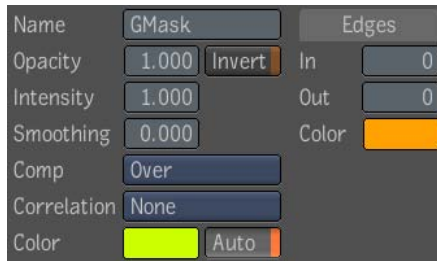 Name GMask Edges
Opacity 1.000 Invert In 0
Intensity 1.000 Out 0
Smoothing 0.000 Color
Comp Over
Correlation None
Color Auto